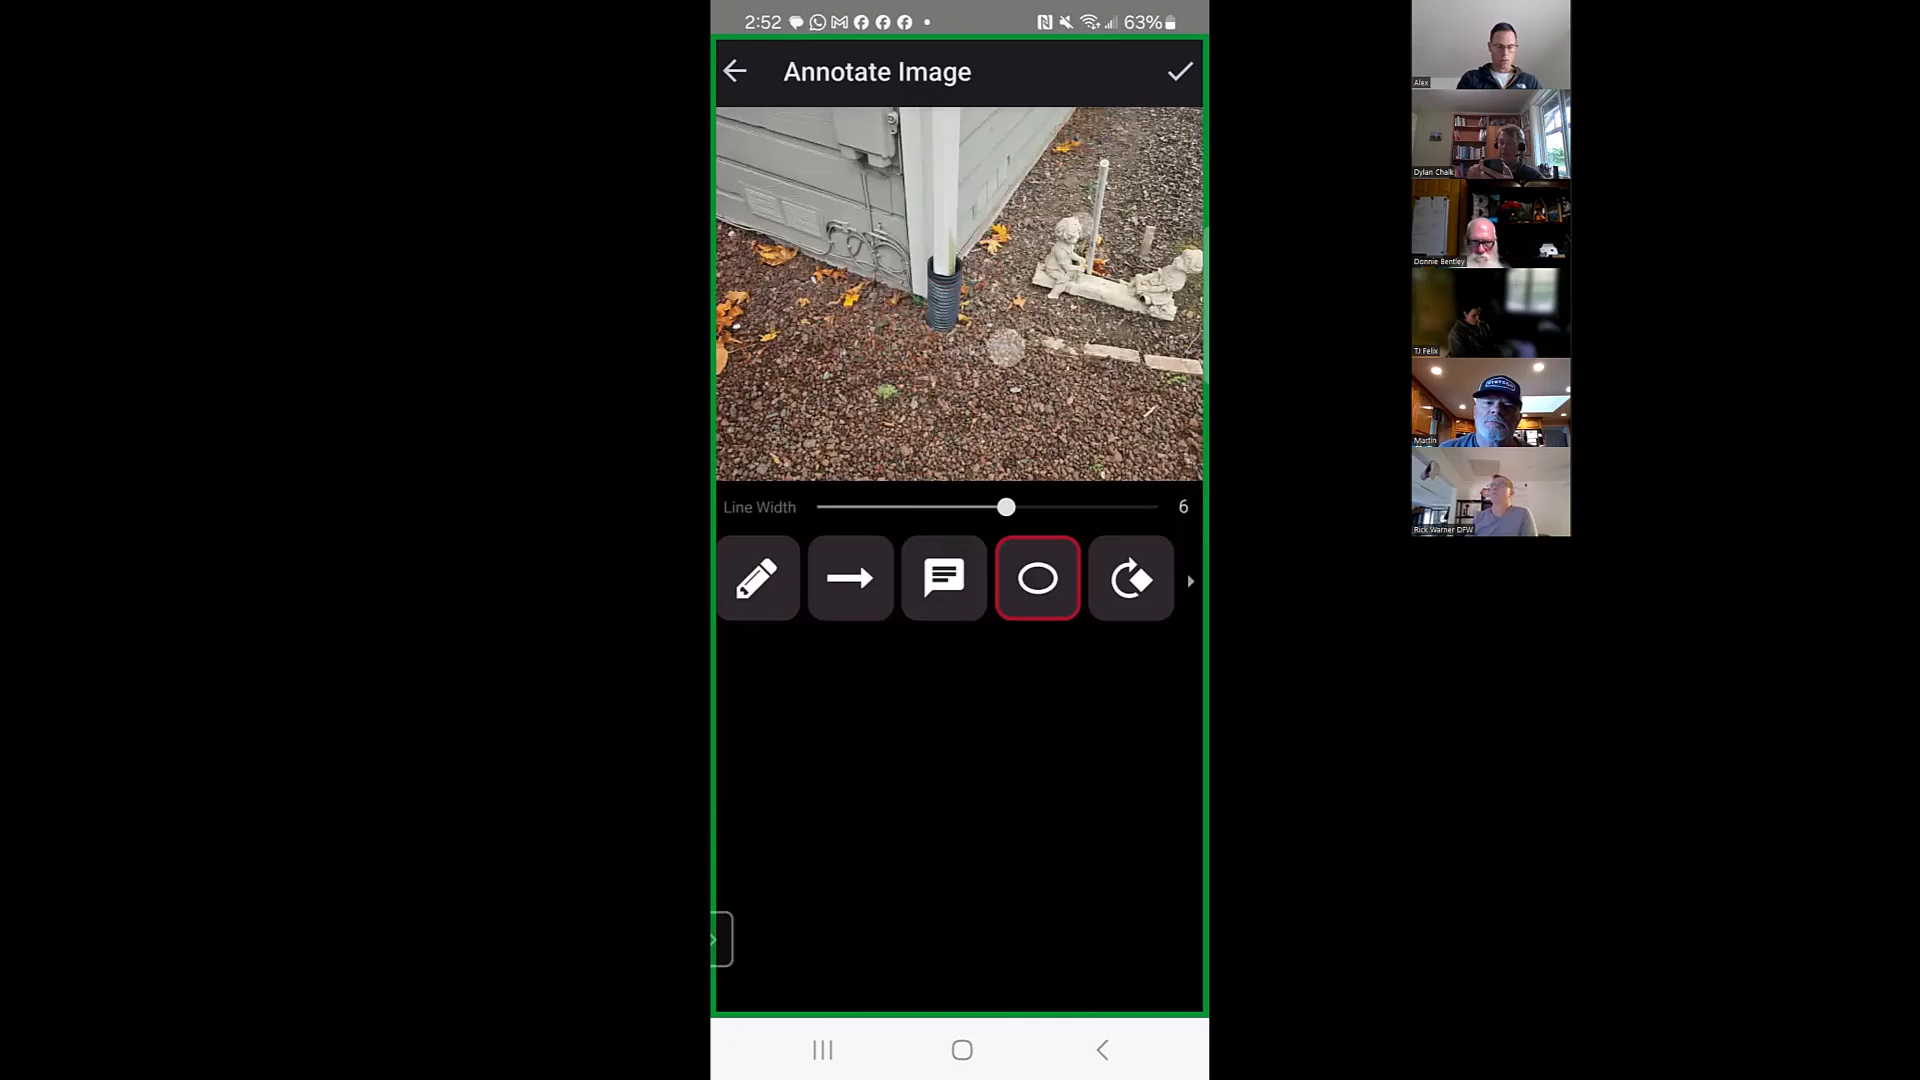 2:52 63%
Annotate Image
Line Width 6
Alex
Dylan Chalk
Donnie Bentley
TJ Felix
Martin
Rick Warner DFW